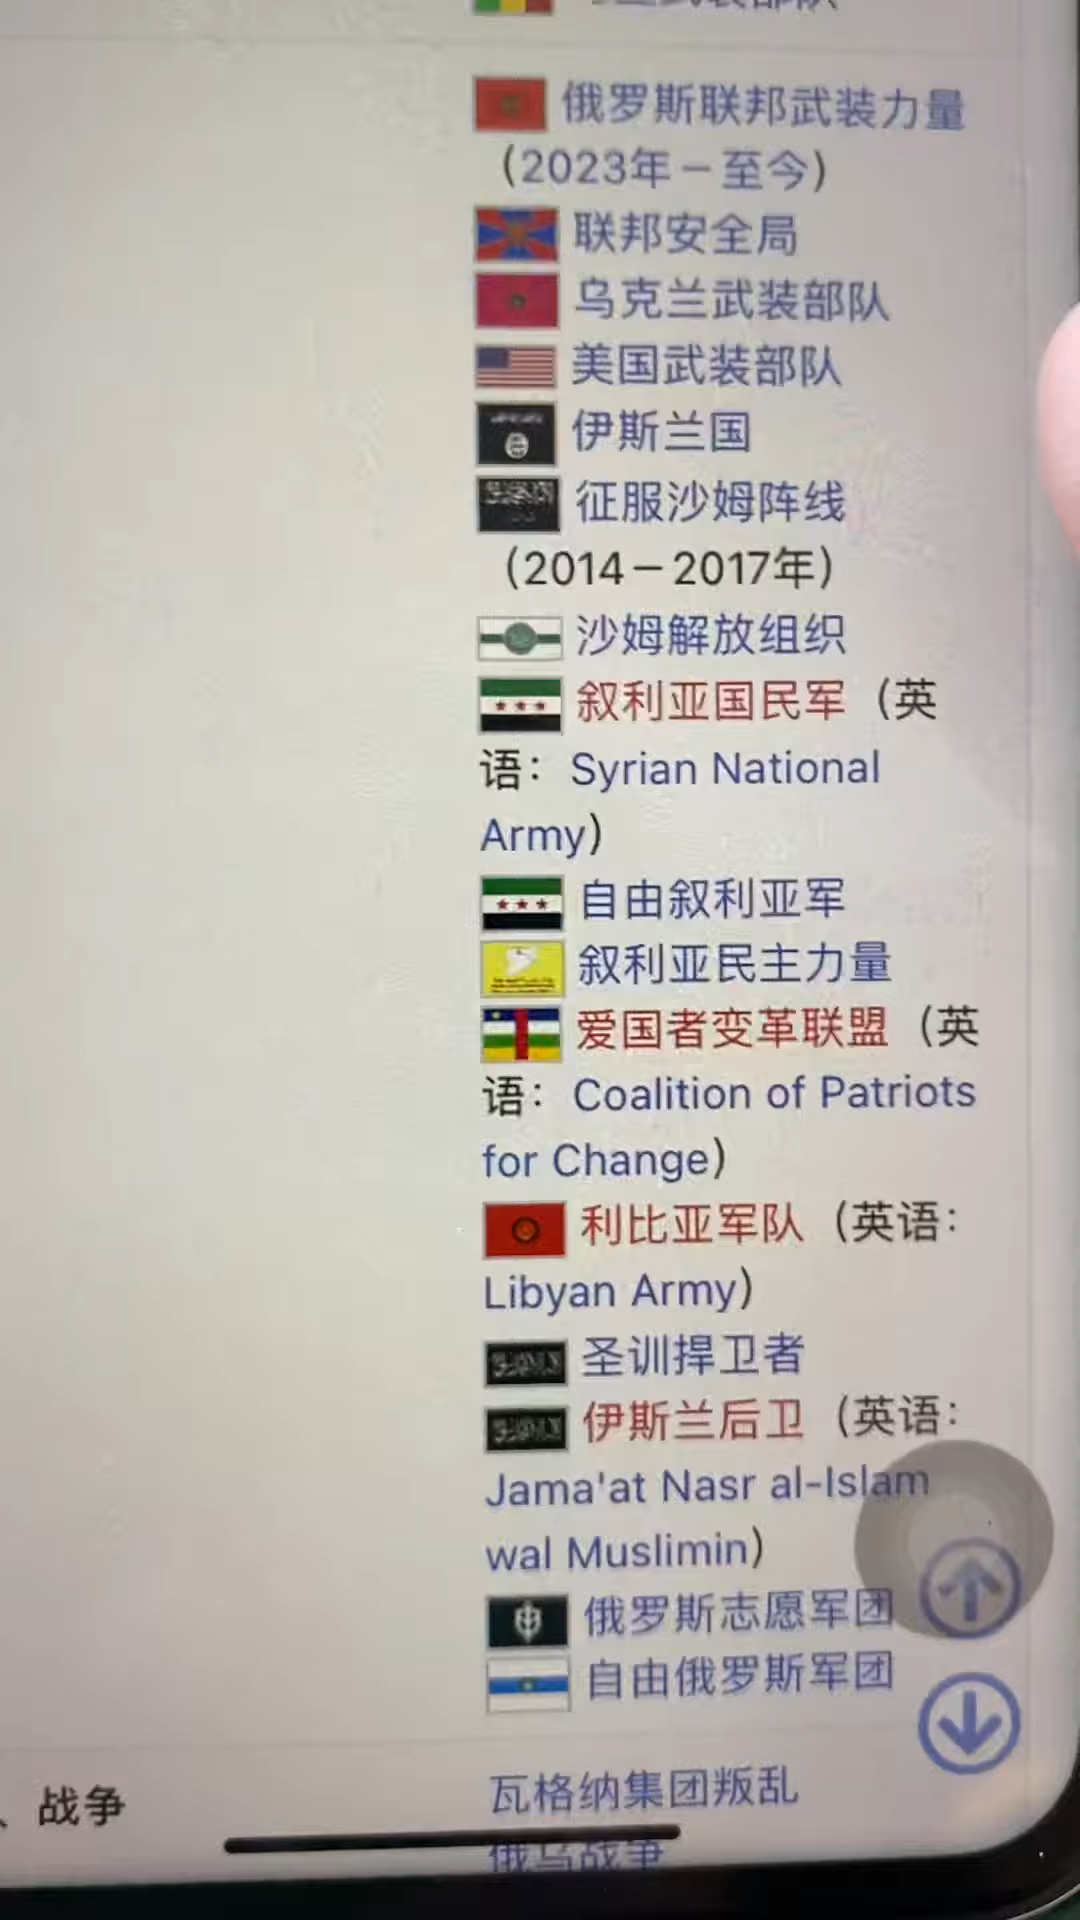 俄罗斯联邦武装力量
（2023年－至今）
联邦安全局
乌克兰武装部队
美国武装部队
伊斯兰国
征服沙姆阵线
（2014－2017年）
沙姆解放组织
叙利亚国民军（英
语：Syrian National
Army）
自由叙利亚军
叙利亚民主力量
爱国者变革联盟（英
语：Coalition of Patriots
for Change）
利比亚军队（英语：
Libyan Army）
圣训捍卫者
伊斯兰后卫（英语：
Jama'at Nasr al-Islam
wal Muslimin）
俄罗斯志愿军团
自由俄罗斯军团
、战争
瓦格纳集团叛乱
俄乌战争